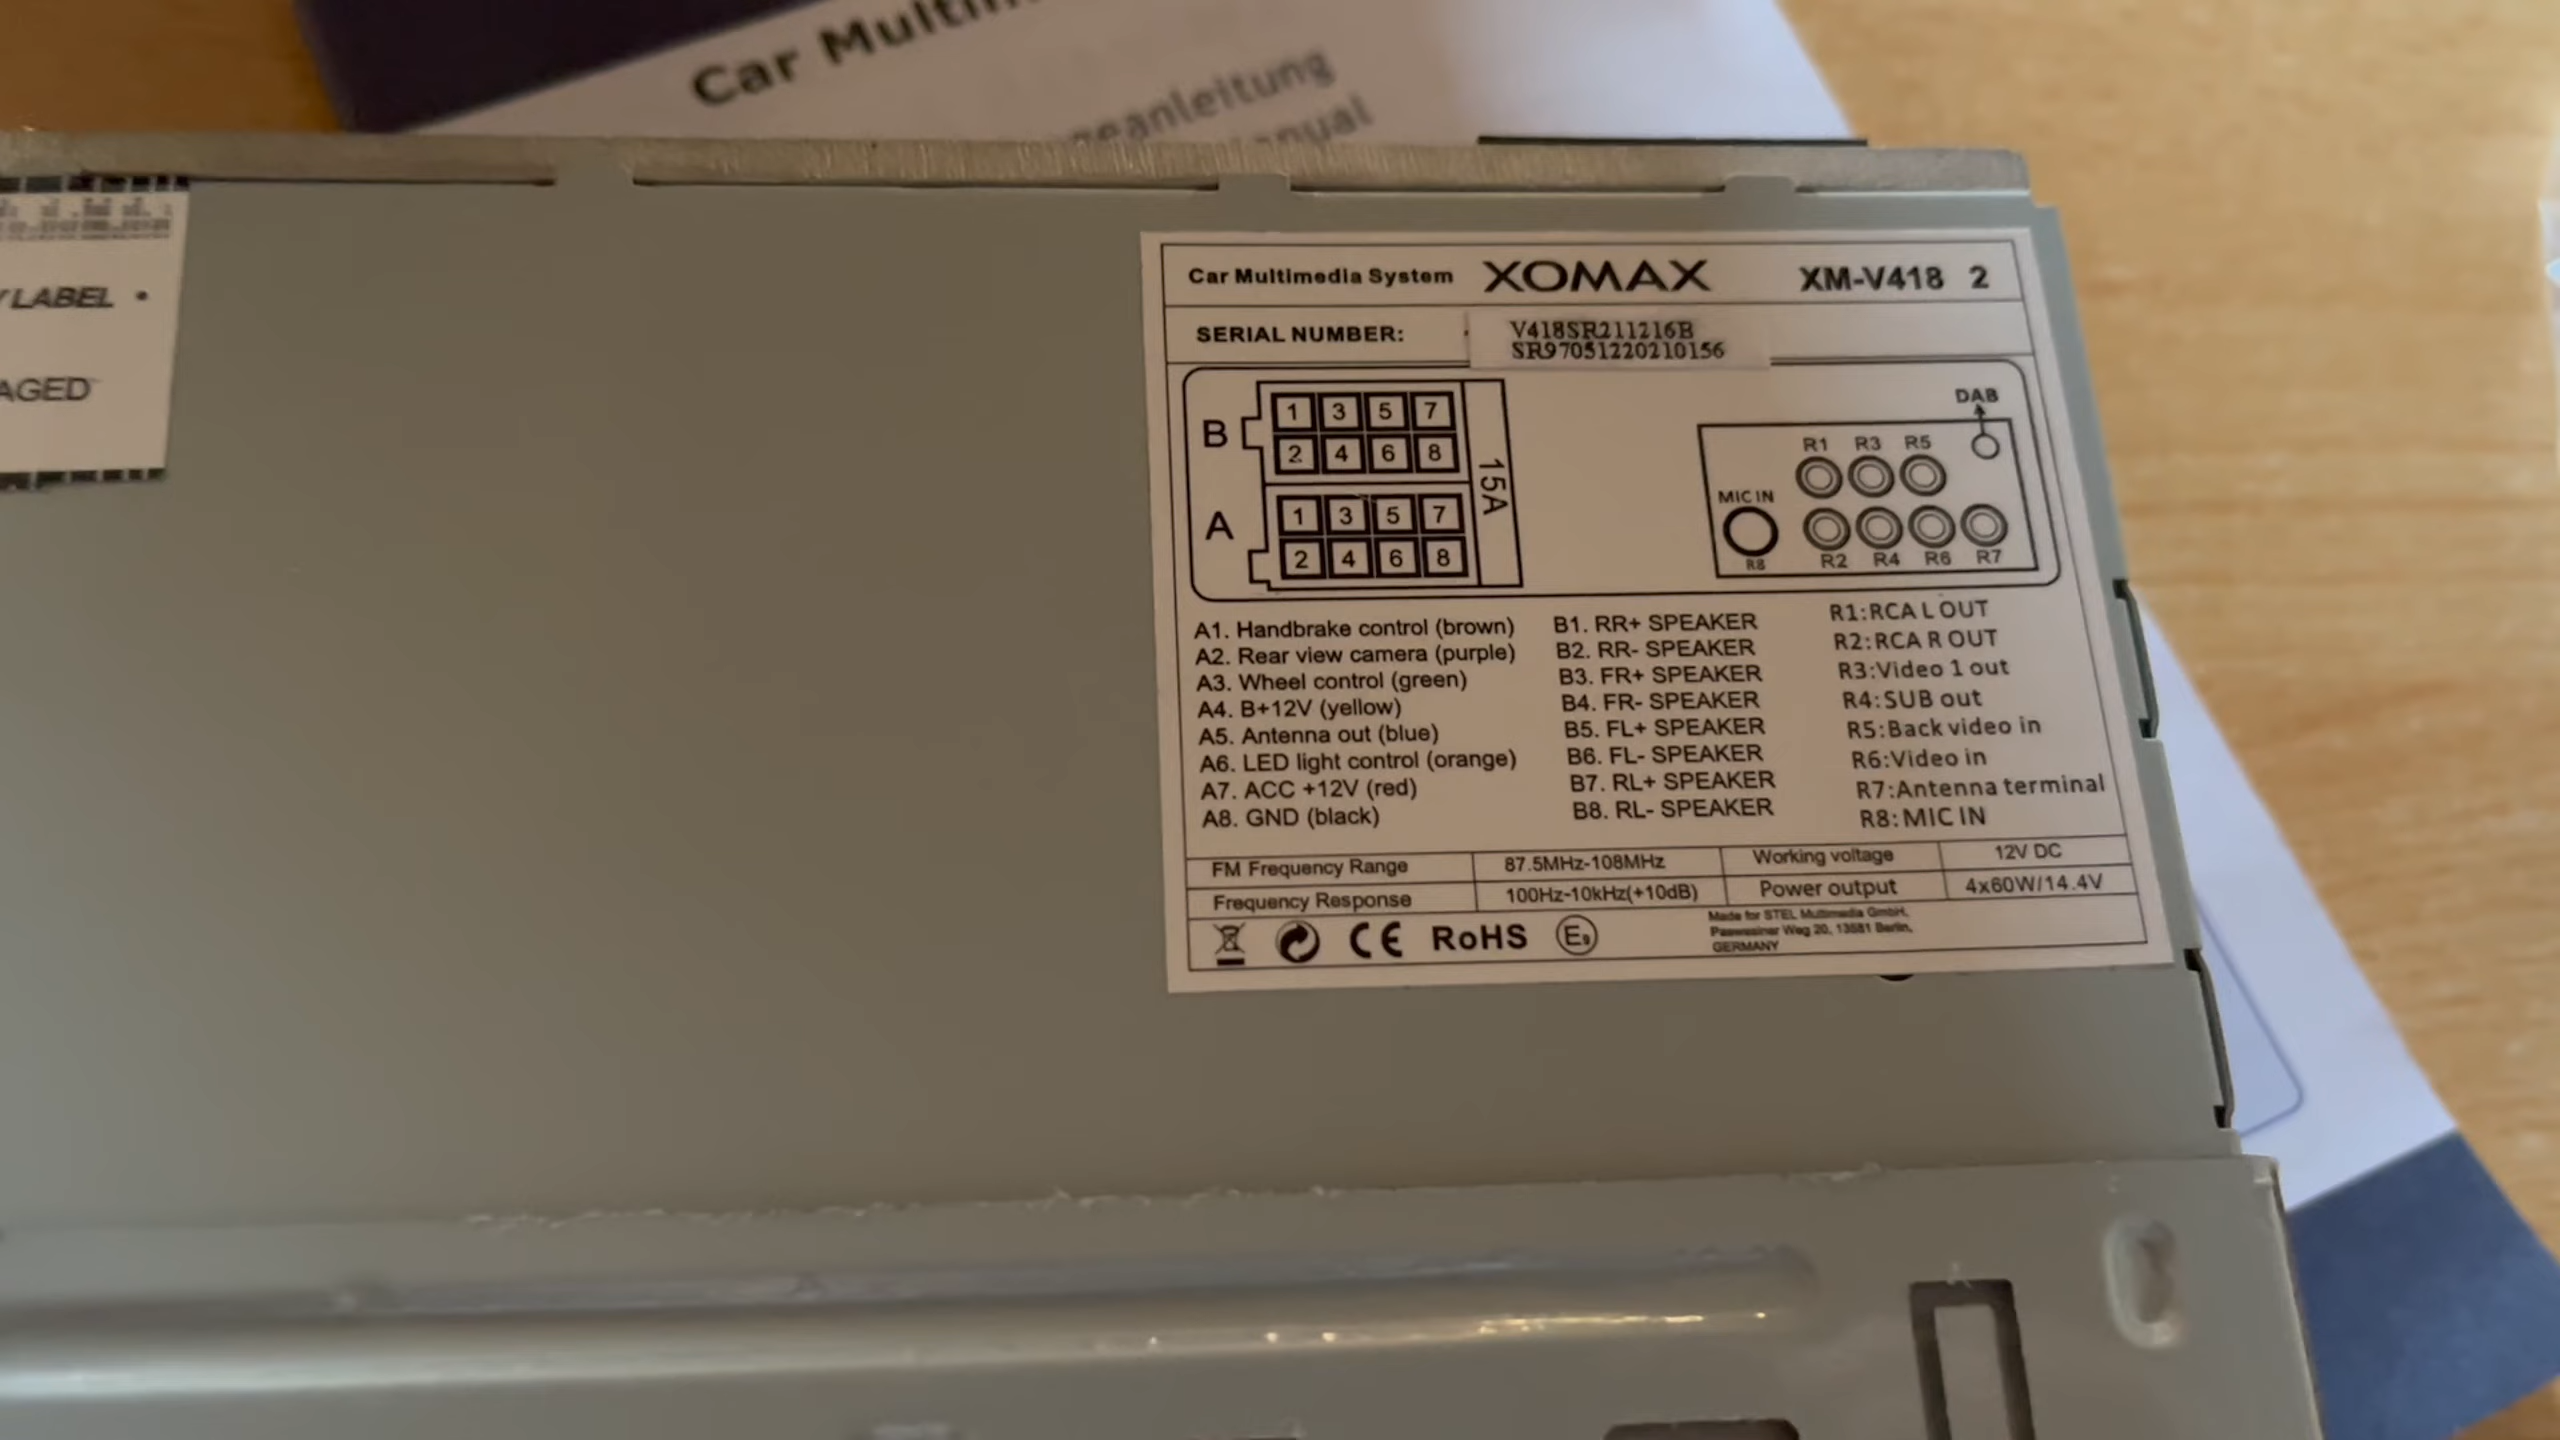 Car Multim
geanleitung
anual
LABEL •
AGED
Car Multimedia System XOMAX XM-V418 2
SERIAL NUMBER: V418SR211216B
SR97051220210156
B 1 3 5 7
2 4 6 8
A 1 3 5 7
2 4 6 8
15A
DAB
R1 R3 R5
MIC IN
R8 R2 R4 R6 R7
A1. Handbrake control (brown)
A2. Rear view camera (purple)
A3. Wheel control (green)
A4. B+12V (yellow)
A5. Antenna out (blue)
A6. LED light control (orange)
A7. ACC +12V (red)
A8. GND (black)
B1. RR+ SPEAKER
B2. RR- SPEAKER
B3. FR+ SPEAKER
B4. FR- SPEAKER
B5. FL+ SPEAKER
B6. FL- SPEAKER
B7. RL+ SPEAKER
B8. RL- SPEAKER
R1:RCA L OUT
R2:RCA R OUT
R3:Video 1 out
R4:SUB out
R5:Back video in
R6:Video in
R7:Antenna terminal
R8:MIC IN
FM Frequency Range 87.5MHz-108MHz Working voltage 12V DC
Frequency Response 100Hz-10kHz(+10dB) Power output 4x60W/14.4V
CE RoHS E9
Made for STEL Multimedia GmbH,
Weg 20, 13581 Berlin,
GERMANY